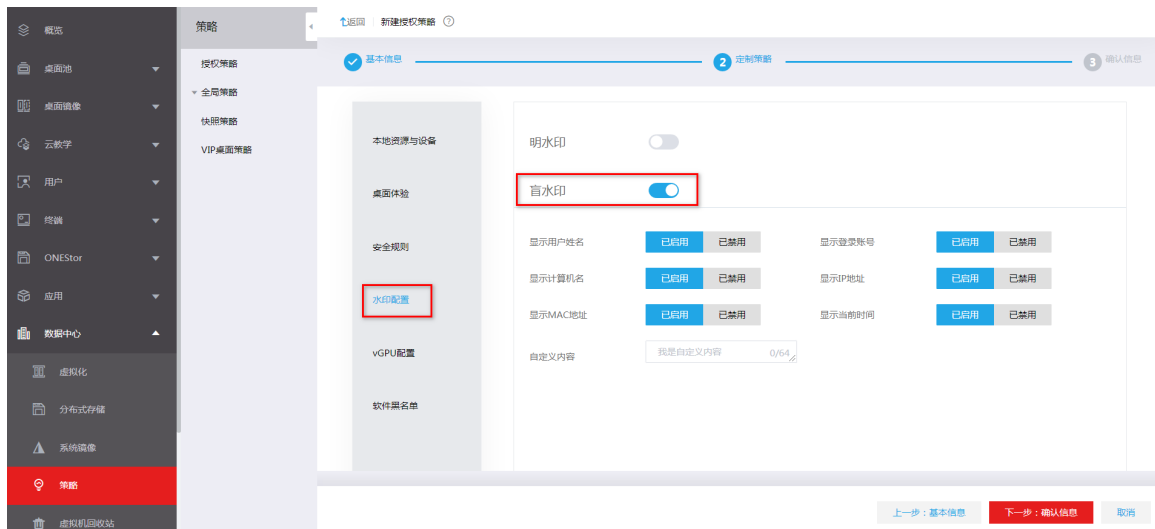 概览
桌面池
桌面镜像
云教学
用户
终端
ONEStor
应用
数据中心
虚拟化
分布式存储
系统镜像
策略
虚拟机回收站
策略
授权策略
全局策略
快照策略
VIP桌面策略
返回 新建授权策略 ?
基本信息
2 定制策略
3 确认信息
本地资源与设备
桌面体验
安全规则
水印配置
vGPU配置
软件黑名单
明水印
盲水印
显示用户姓名 已启用 已禁用 显示登录账号 已启用 已禁用
显示计算机名 已启用 已禁用 显示IP地址 已启用 已禁用
显示MAC地址 已启用 已禁用 显示当前时间 已启用 已禁用
自定义内容 我是自定义内容 0/64
上一步：基本信息 下一步：确认信息 取消